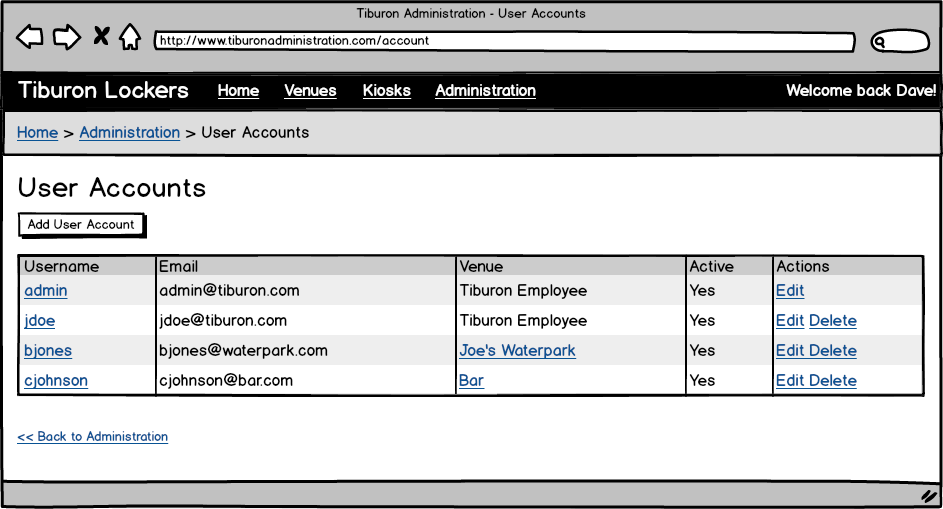 Tiburon Administration - User Accounts
http://www.tiburonadministration.com/account
Tiburon Lockers Home Venues Kiosks Administration Welcome back Dave!
Home > Administration > User Accounts
User Accounts
Add User Account
Username Email Venue Active Actions
admin admin@tiburon.com Tiburon Employee Yes Edit
jdoe jdoe@tiburon.com Tiburon Employee Yes Edit Delete
bjones bjones@waterpark.com Joe's Waterpark Yes Edit Delete
cjohnson cjohnson@bar.com Bar Yes Edit Delete
<< Back to Administration